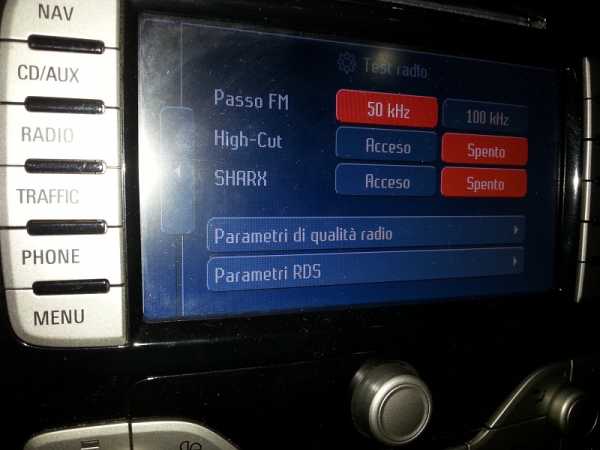 NAV
CD/AUX
RADIO
TRAFFIC
PHONE
MENU
Test radio
Passo FM 50 kHz 100 kHz
High-Cut Acceso Spento
SHARX Acceso Spento
Parametri di qualità radio
Parametri RDS